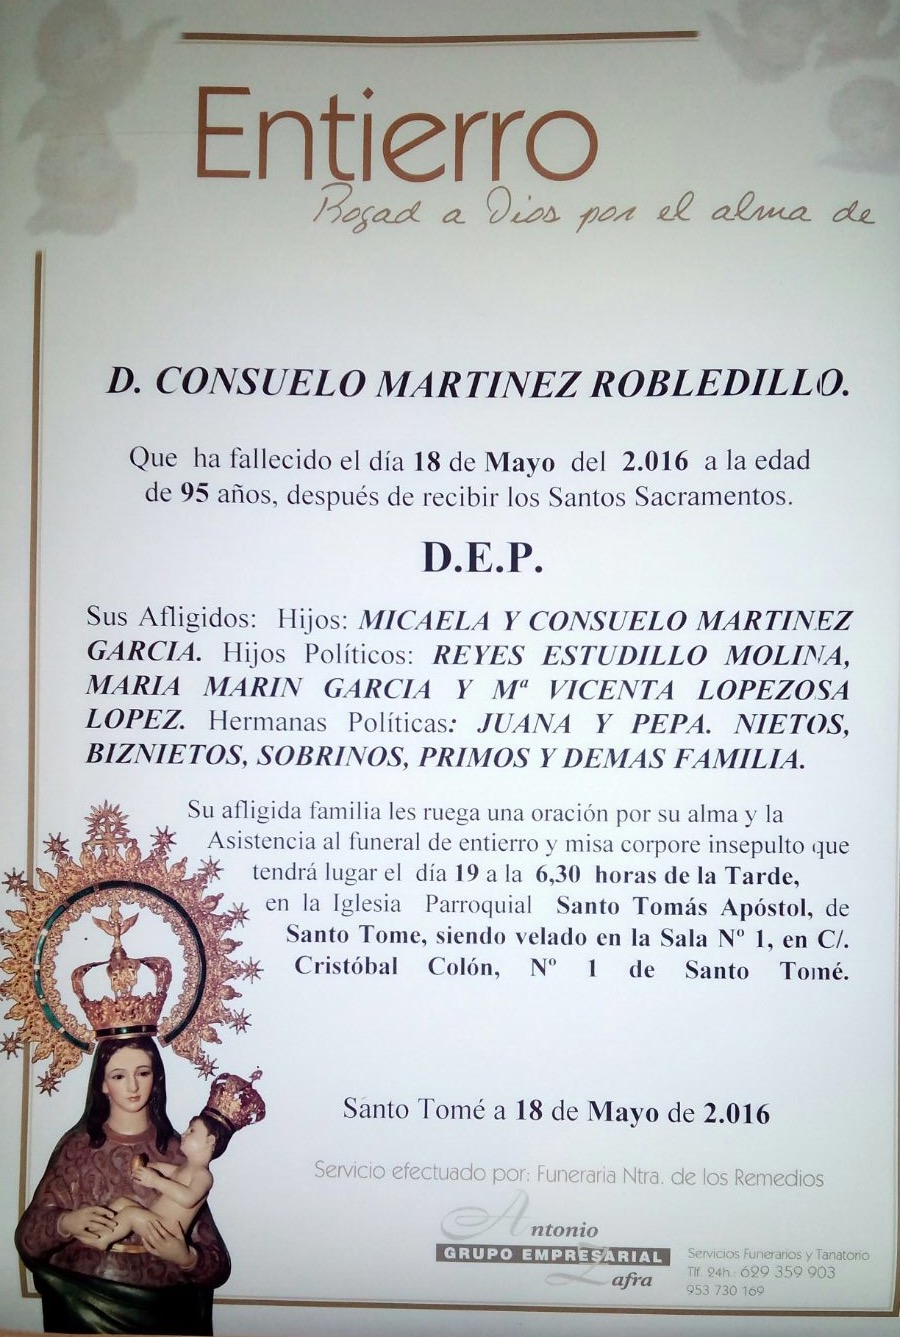 Entierro
Rogad a Dios por el alma de
D. CONSUELO MARTINEZ ROBLEDILLO.
Que ha fallecido el día 18 de Mayo del 2.016 a la edad
de 95 años, después de recibir los Santos Sacramentos.
D.E.P.
Sus Afligidos: Hijos: MICAELA Y CONSUELO MARTINEZ
GARCIA. Hijos Políticos: REYES ESTUDILLO MOLINA,
MARIA MARIN GARCIA Y Mª VICENTA LOPEZOSA
LOPEZ. Hermanas Políticas: JUANA Y PEPA. NIETOS,
BIZNIETOS, SOBRINOS, PRIMOS Y DEMAS FAMILIA.
Su afligida familia les ruega una oración por su alma y la
Asistencia al funeral de entierro y misa corpore insepulto que
tendrá lugar el día 19 a la 6,30 horas de la Tarde,
en la Iglesia Parroquial Santo Tomás Apóstol, de
Santo Tome, siendo velado en la Sala Nº 1, en C/.
Cristóbal Colón, Nº 1 de Santo Tomé.
Santo Tomé a 18 de Mayo de 2.016
Servicio efectuado por: Funeraria Ntra. de los Remedios
Antonio
GRUPO EMPRESARIAL
Zafra
Servicios Funerarios y Tanatorio
Tlf. 24h.: 629 359 903
953 730 169